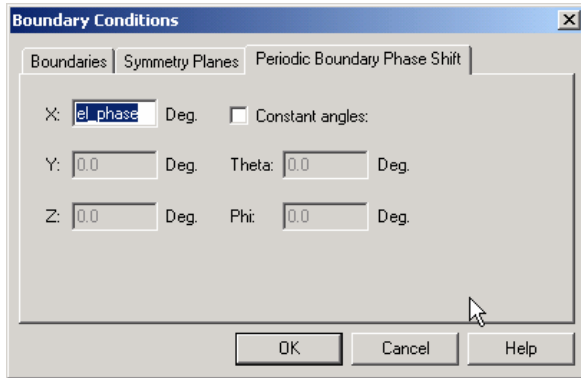 Boundary Conditions
Boundaries Symmetry Planes Periodic Boundary Phase Shift
X: el_phase Deg. Constant angles:
Y: 0.0 Deg. Theta: 0.0 Deg.
Z: 0.0 Deg. Phi: 0.0 Deg.
OK Cancel Help